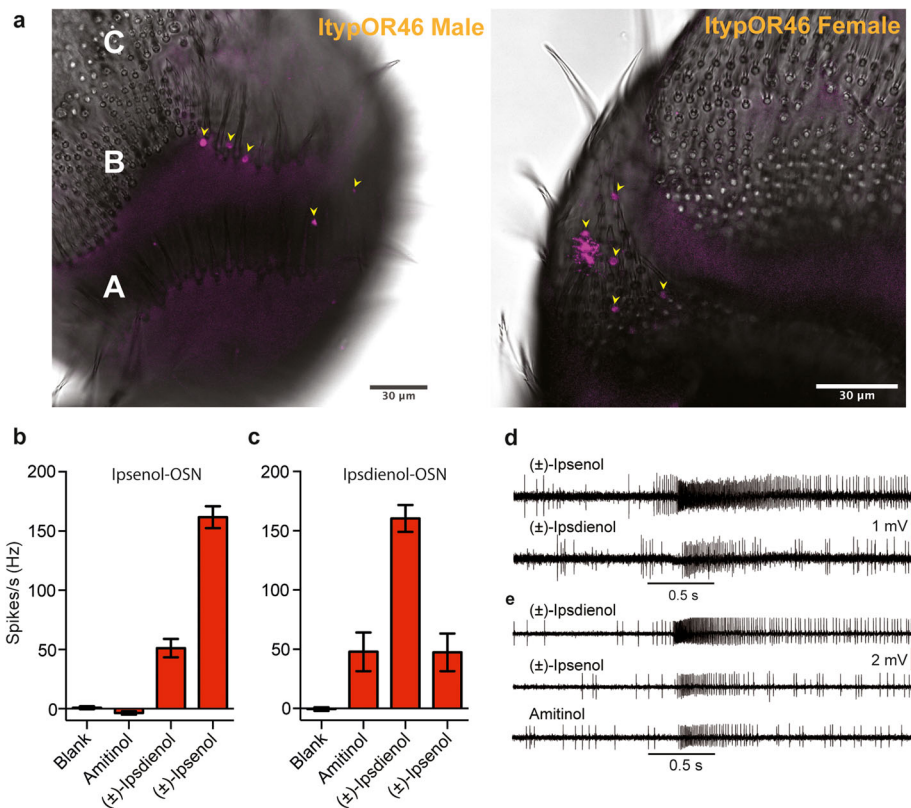 a
ItypOR46 Male
ItypOR46 Female
C
B
A
30 µm
30 µm
b
c
d
Ipsenol-OSN
Ipsdienol-OSN
Spikes/s (Hz)
200
150
100
50
0
200
150
100
50
0
Blank
Amitinol
(±)-Ipsdienol
(±)-Ipsenol
Blank
Amitinol
(±)-Ipsdienol
(±)-Ipsenol
(±)-Ipsenol
(±)-Ipsdienol
1 mV
0.5 s
e
(±)-Ipsdienol
(±)-Ipsenol
2 mV
Amitinol
0.5 s